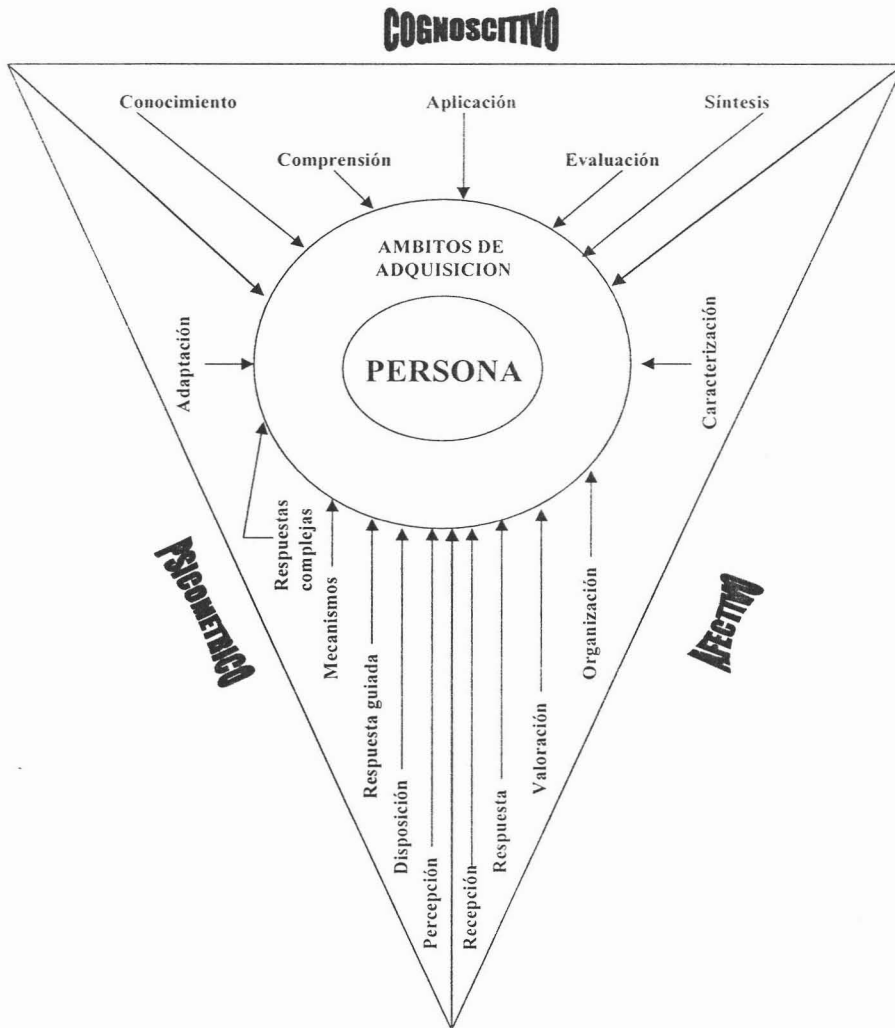 COGNOSCITIVO
Conocimiento
Aplicación
Síntesis
Comprensión
Evaluación
AMBITOS DE
ADQUISICION
PERSONA
Adaptación
Caracterización
Respuestas
complejas
Mecanismos
Respuesta guiada
Disposición
Percepción
Recepción
Respuesta
Valoración
Organización
PSICOMETRICO
AFECTIVO